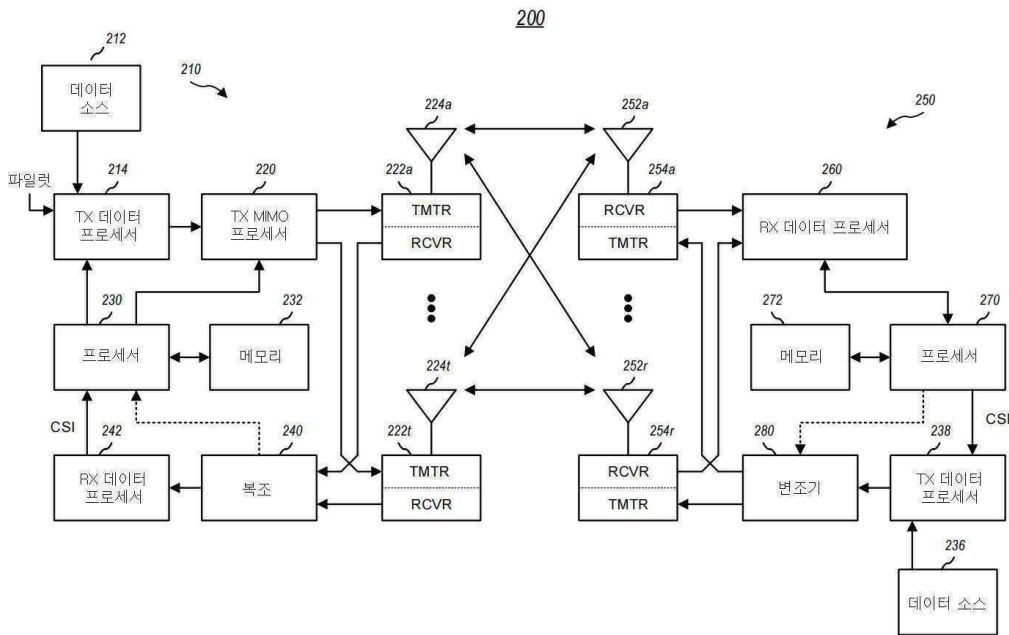 200
212
데이터
소스
210
224a
252a
250
파일럿
214
TX 데이터
프로세서
220
TX MIMO
프로세서
222a
TMTR
RCVR
254a
RCVR
TMTR
260
RX 데이터 프로세서
230
프로세서
232
메모리
272
메모리
270
프로세서
224t
252r
CSI
242
RX 데이터
프로세서
240
복조
222t
TMTR
RCVR
254r
RCVR
TMTR
280
변조기
CSI
238
TX 데이터
프로세서
236
데이터 소스